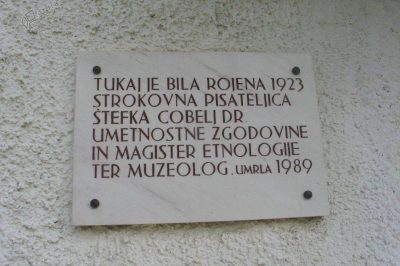 TUKAJ JE BILA ROJENA 1923
STROKOVNA PISATELJICA
ŠTEFKA COBELJ DR.
UMETNOSTNE ZGODOVINE
IN MAGISTER ETNOLOGIJE
TER MUZEOLOG. UMRLA 1989